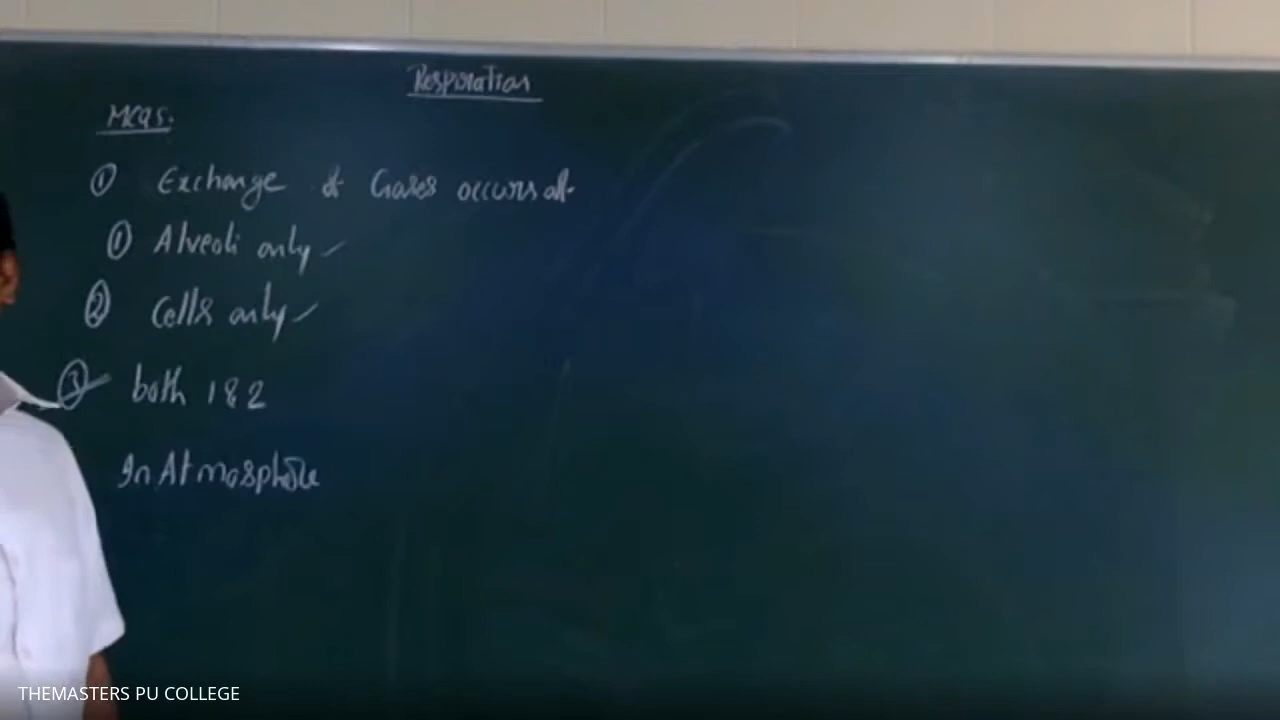 Respiration
MCQs.
① Exchange of Gases occurs at-
① Alveoli only ✓
② Cells only ✓
③ both 1 & 2
In Atmosphere
THEMASTERS PU COLLEGE